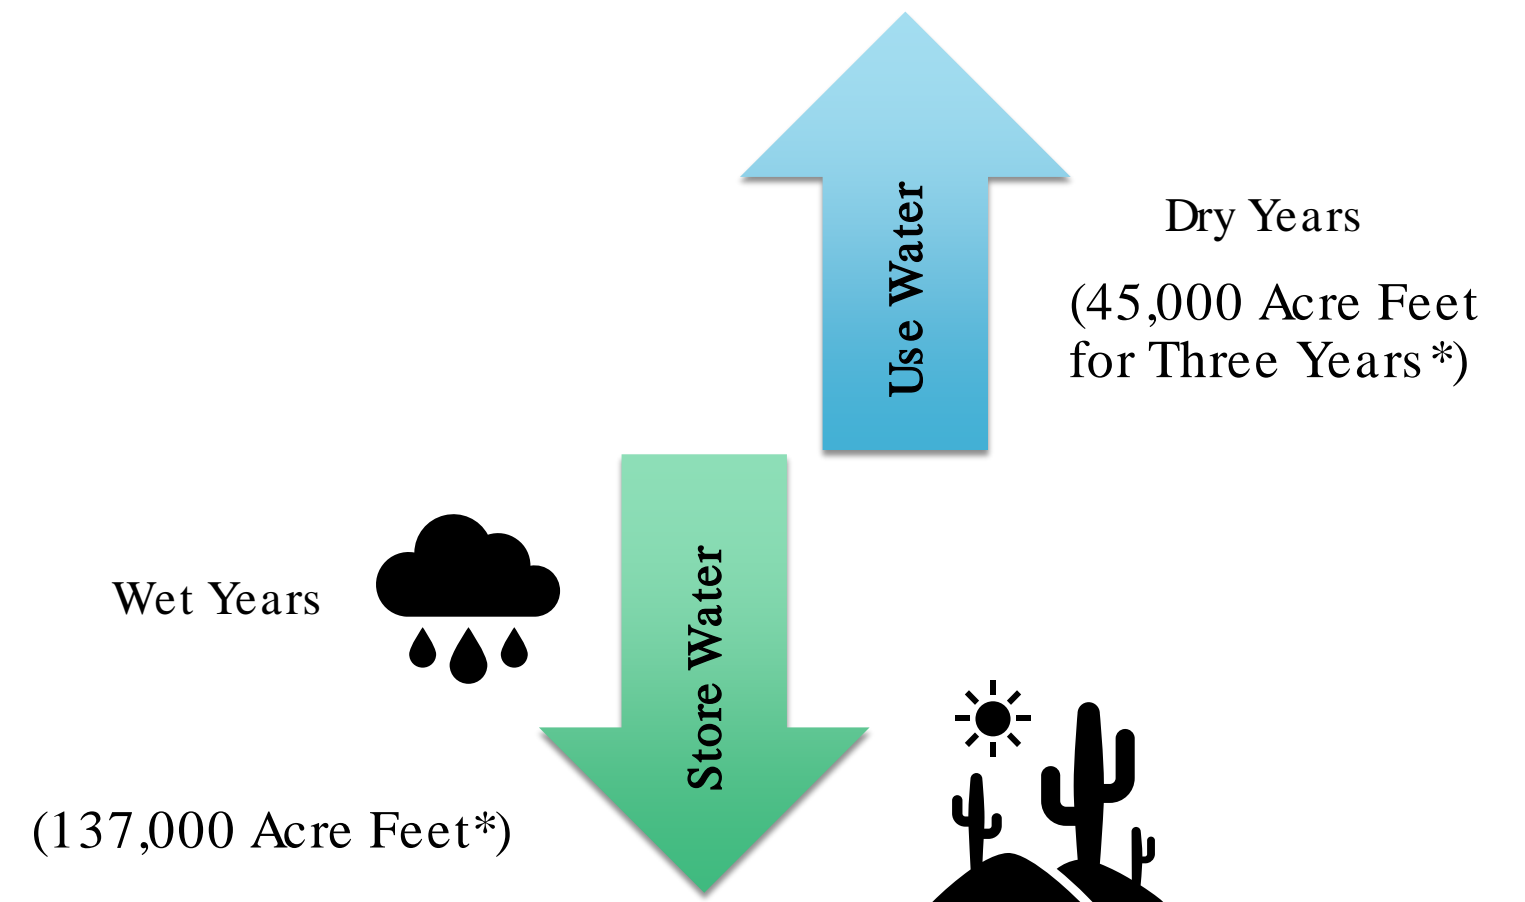 Use Water
Dry Years
(45,000 Acre Feet
for Three Years*)
Wet Years
Store Water
(137,000 Acre Feet*)